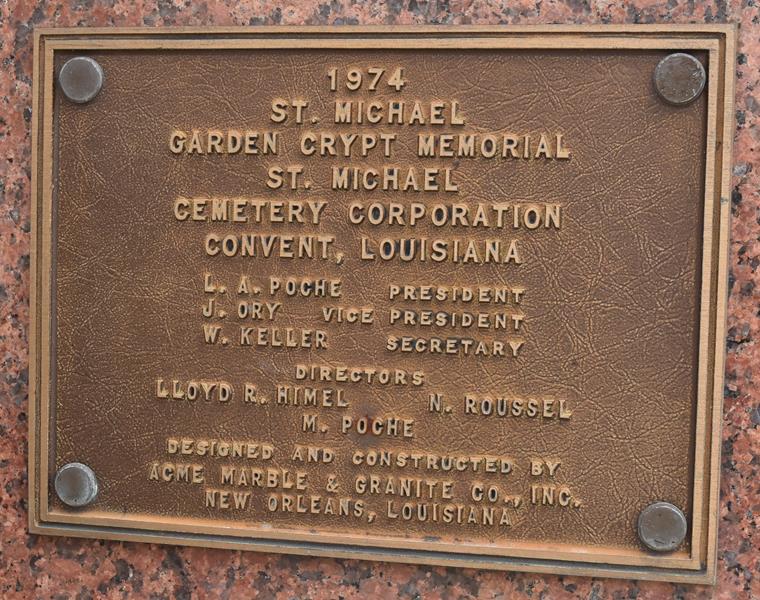 1974
ST. MICHAEL
GARDEN CRYPT MEMORIAL
ST. MICHAEL
CEMETERY CORPORATION
CONVENT, LOUISIANA
L. A. POCHE PRESIDENT
J. ORY VICE PRESIDENT
W. KELLER SECRETARY
DIRECTORS
LLOYD R. HIMEL N. ROUSSEL
M. POCHE
DESIGNED AND CONSTRUCTED BY
ACME MARBLE & GRANITE CO., INC.
NEW ORLEANS, LOUISIANA